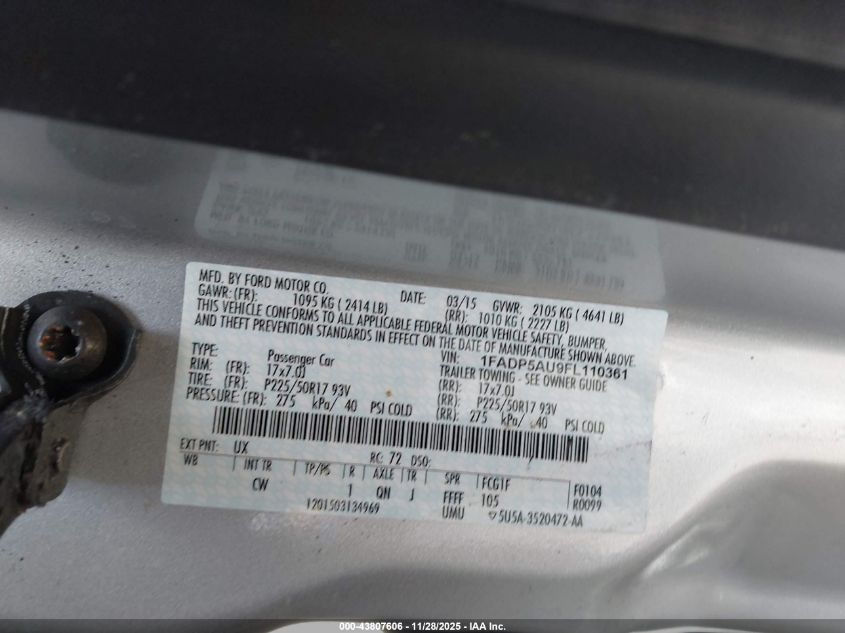 MFD. BY FORD MOTOR CO.
DATE: 03/15 GVWR: 2105 KG ( 4641 LB)
GAWR: (FR): 1095 KG ( 2414 LB) (RR): 1010 KG ( 2227 LB)
THIS VEHICLE CONFORMS TO ALL APPLICABLE FEDERAL MOTOR VEHICLE SAFETY, BUMPER,
AND THEFT PREVENTION STANDARDS IN EFFECT ON THE DATE OF MANUFACTURE SHOWN ABOVE.
VIN: 1FADP5AU9FL110361
TYPE: Passenger Car TRAILER TOWING - SEE OWNER GUIDE
RIM: (FR): 17x7.0J (RR): 17x7.0J
TIRE: (FR): P225/50R17 93V (RR): P225/50R17 93V
PRESSURE: (FR): 275 kPa/ 40 PSI COLD (RR): 275 kPa/ 40 PSI COLD
EXT PNT: UX RC: 72 DSO:
WB INT TR TP/PS R AXLE TR SPR FCG1F F0104
CW 1 QN J FFFF 105 R0099
1201503134969 UMU 5U5A-3520472-AA
000-43807606 - 11/28/2025 - IAA Inc.